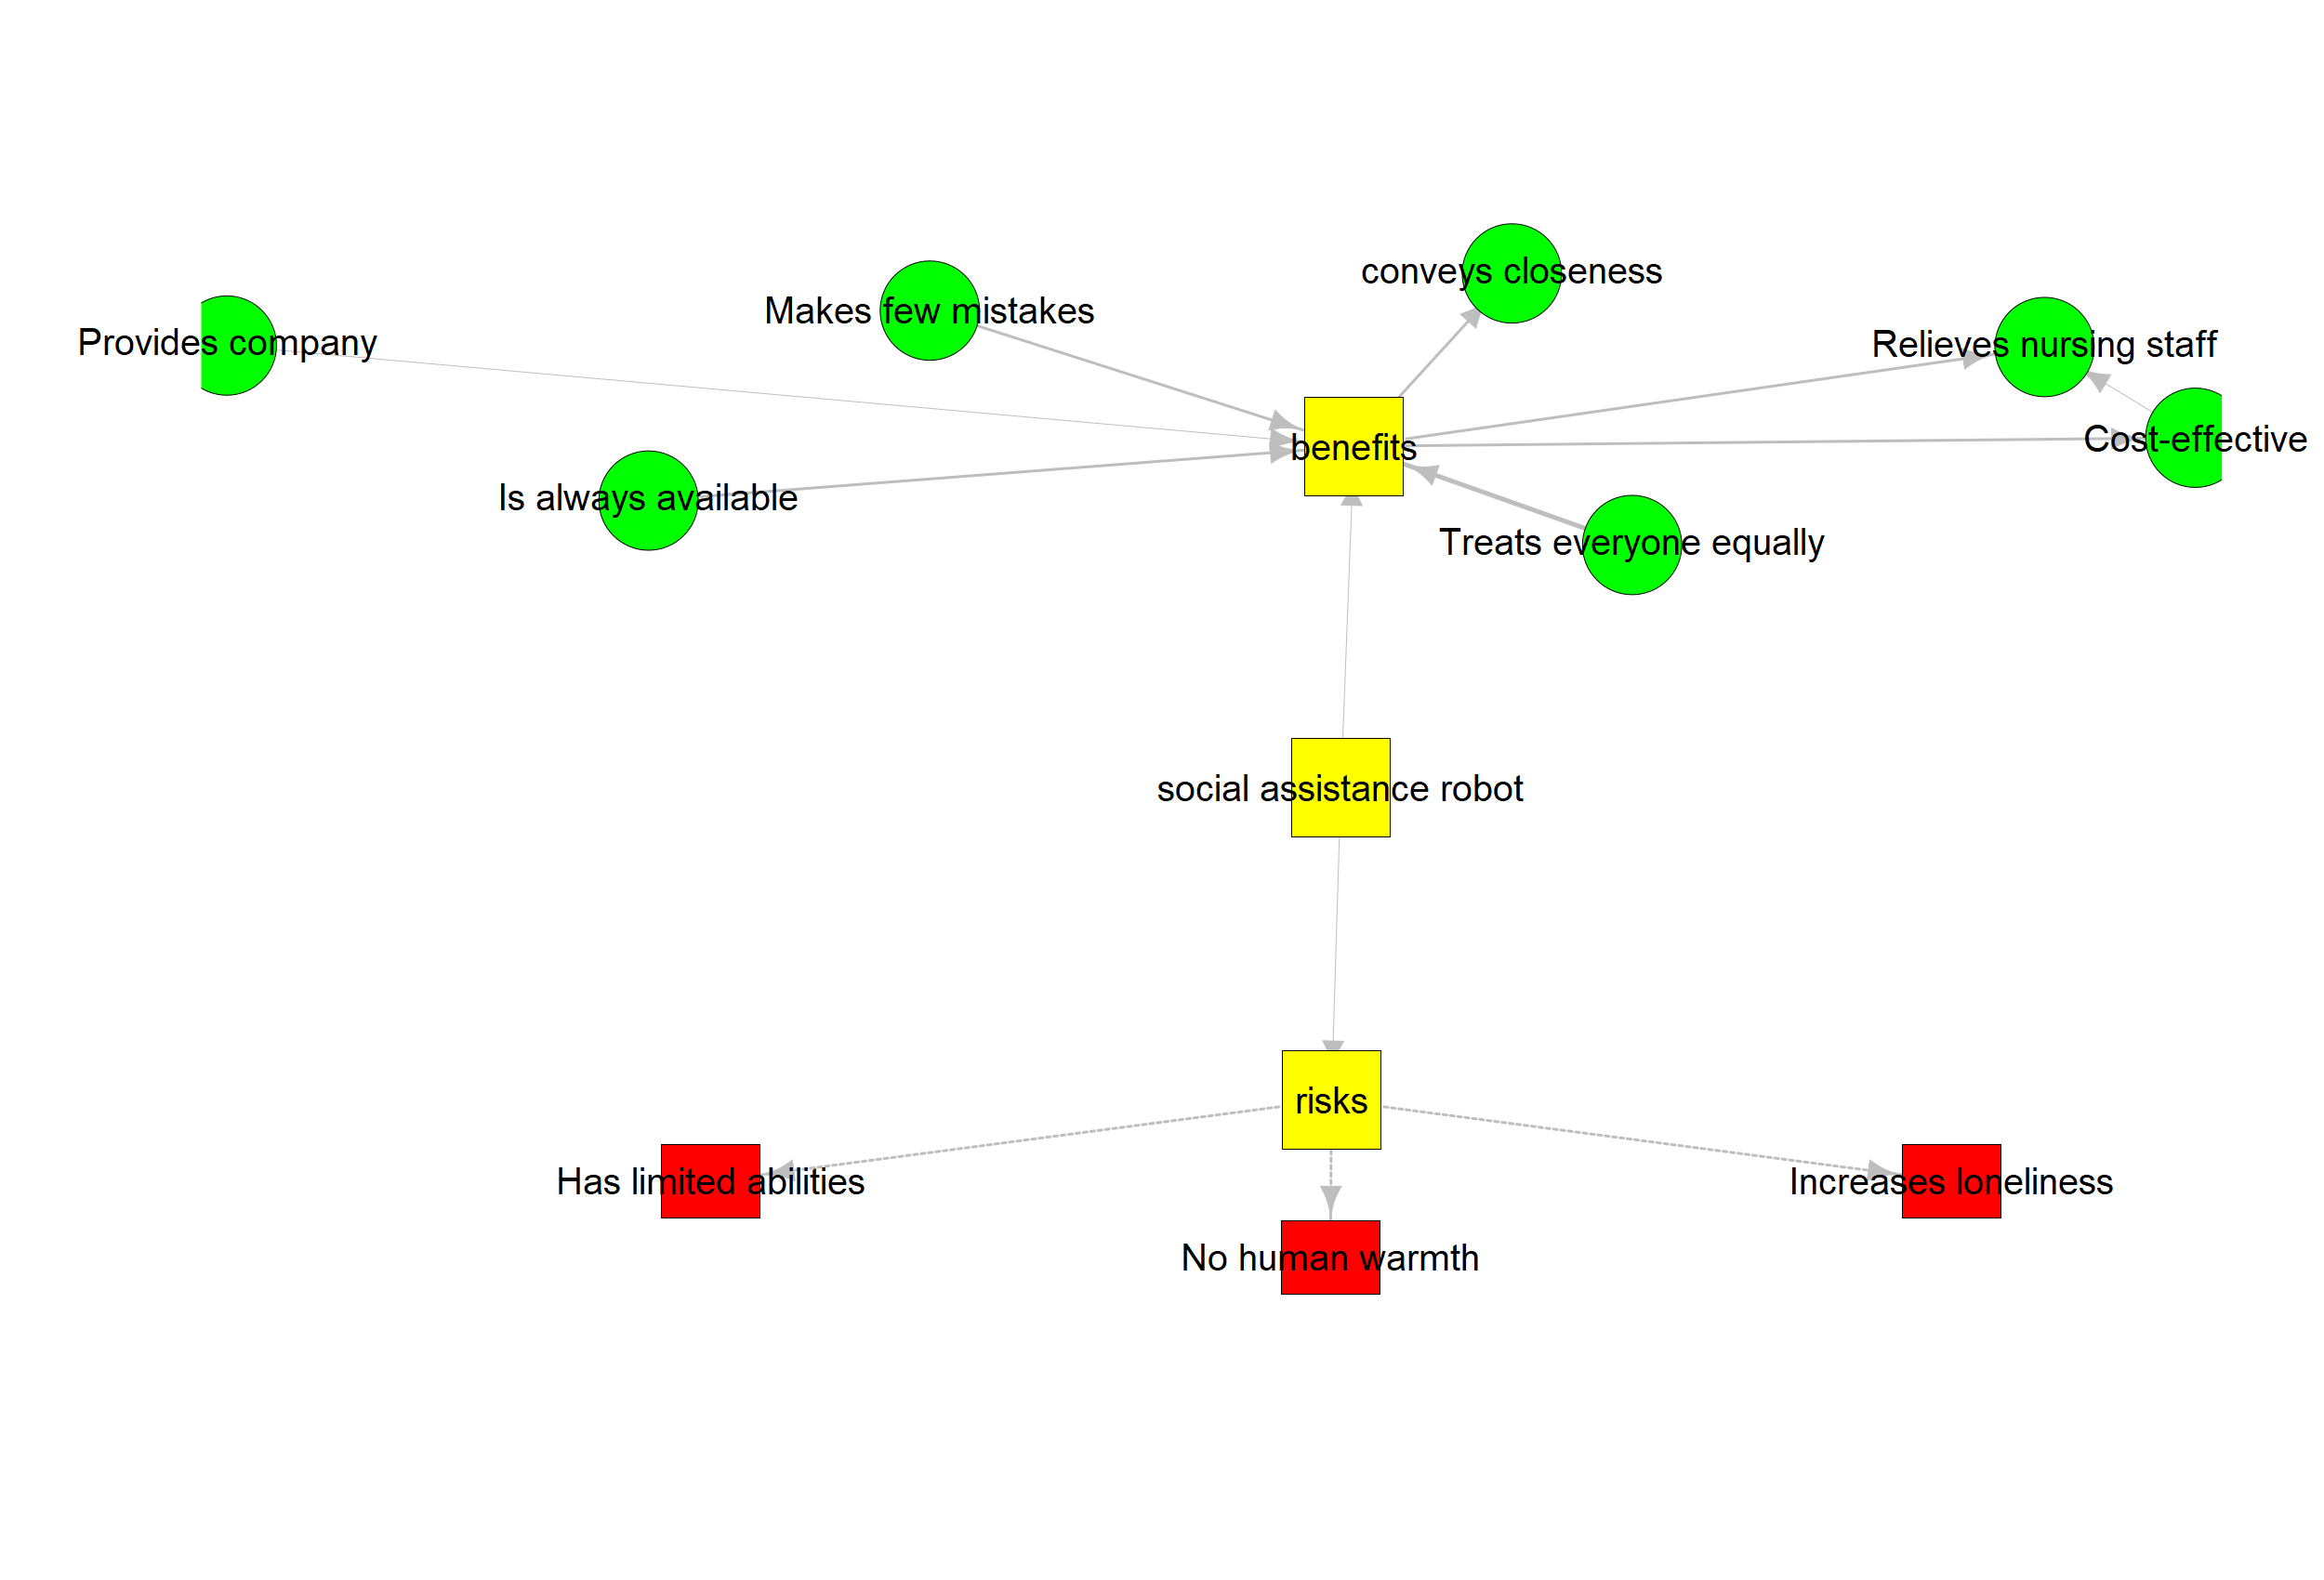 conveys closeness
Makes few mistakes
Provides company
Relieves nursing staff
Cost-effective
benefits
Is always available
Treats everyone equally
social assistance robot
risks
Has limited abilities
Increases loneliness
No human warmth